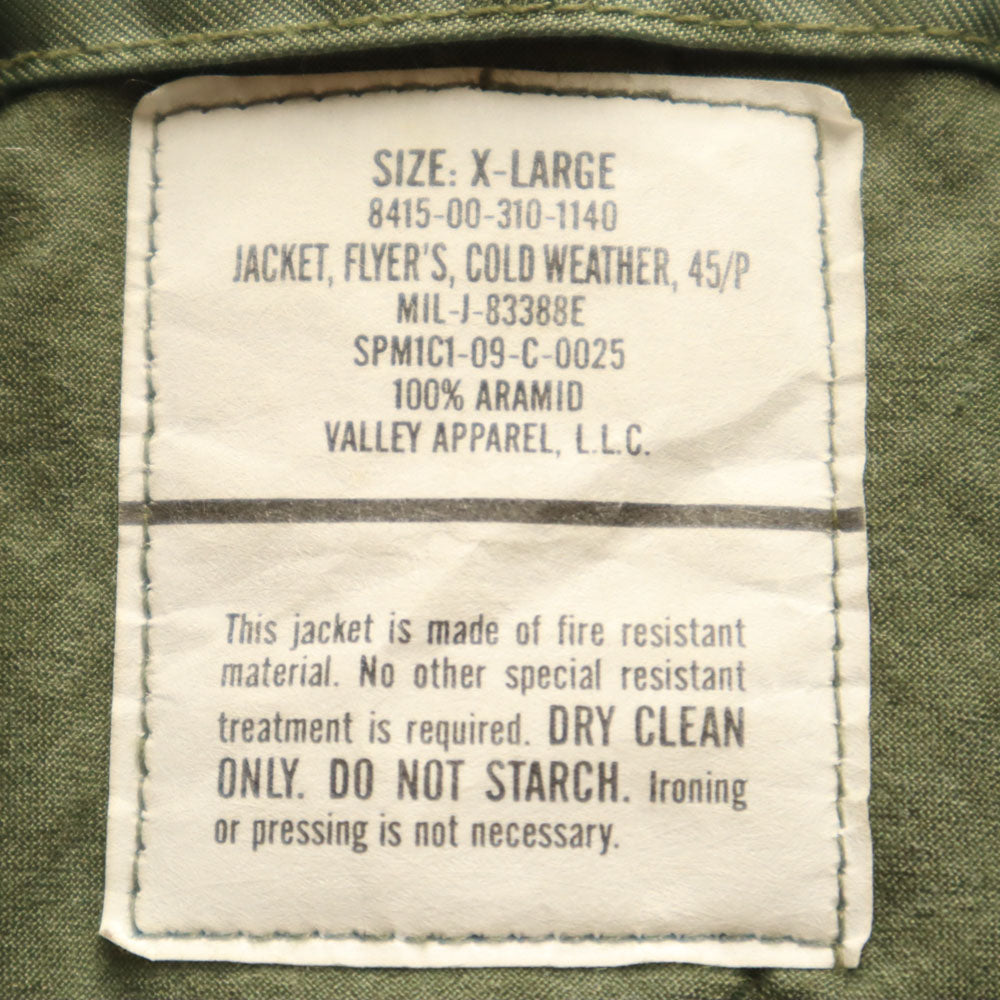 SIZE: X-LARGE
8415-00-310-1140
JACKET, FLYER'S, COLD WEATHER, 45/P
MIL-J-83388E
SPM1C1-09-C-0025
100% ARAMID
VALLEY APPAREL, L.L.C.
This jacket is made of fire resistant
material. No other special resistant
treatment is required. DRY CLEAN
ONLY. DO NOT STARCH. Ironing
or pressing is not necessary.